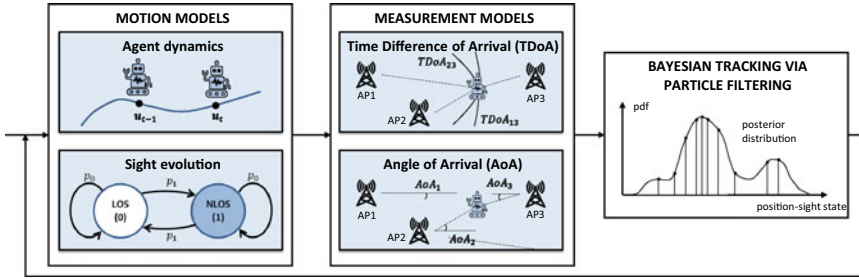 MOTION MODELS
Agent dynamics
u_{t−1}
u_t
Sight evolution
p_0
p_1
p_0
LOS
(0)
NLOS
(1)
p_1
MEASUREMENT MODELS
Time Difference of Arrival (TDoA)
TDoA_{23}
AP1
AP2
AP3
TDoA_{13}
Angle of Arrival (AoA)
AoA_1
AoA_3
AP1
AP3
AP2
AoA_2
BAYESIAN TRACKING VIA
PARTICLE FILTERING
pdf
posterior
distribution
position-sight state